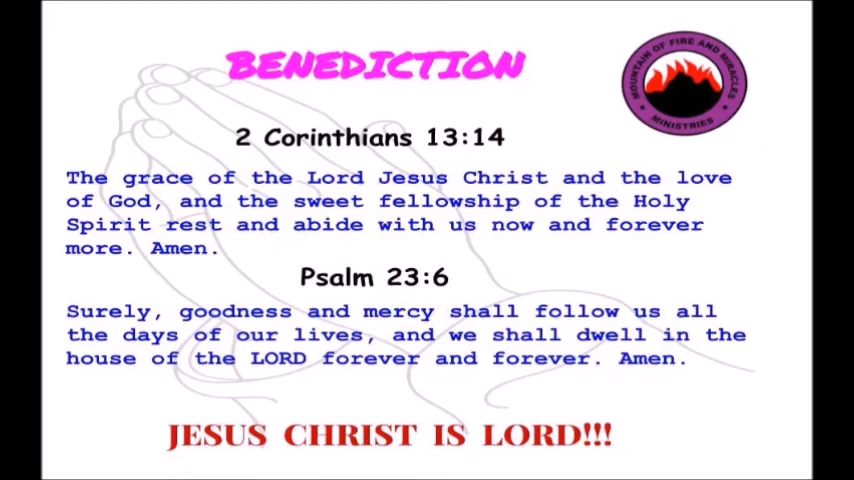 BENEDICTION
MOUNTAIN OF FIRE AND MIRACLES
MINISTRIES
2 Corinthians 13:14
The grace of the Lord Jesus Christ and the love
of God, and the sweet fellowship of the Holy
Spirit rest and abide with us now and forever
more. Amen.
Psalm 23:6
Surely, goodness and mercy shall follow us all
the days of our lives, and we shall dwell in the
house of the LORD forever and forever. Amen.
JESUS CHRIST IS LORD!!!